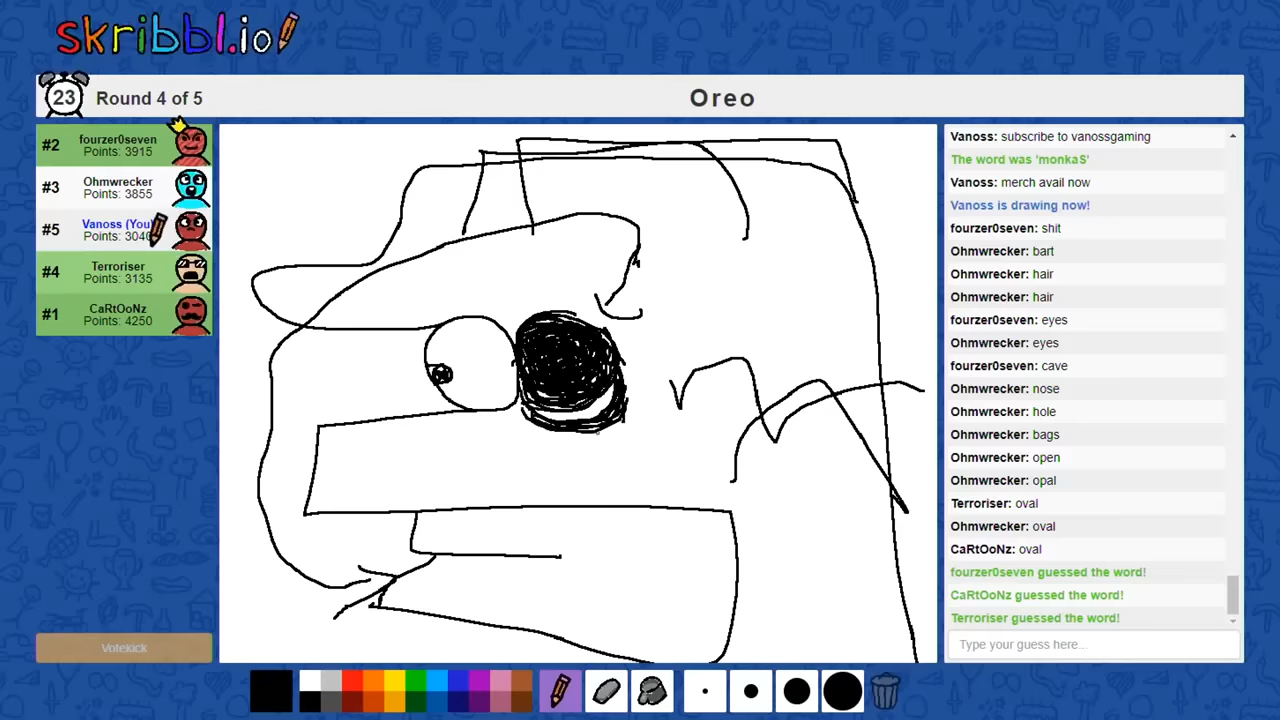 skribbl.io
23
Round 4 of 5
Oreo
#2
fourzer0seven
Points: 3915
#3
Ohmwrecker
Points: 3855
#5
Vanoss (You)
Points: 3040
#4
Terroriser
Points: 3135
#1
CaRtOoNz
Points: 4250
Votekick
Vanoss: subscribe to vanossgaming
The word was 'monkaS'
Vanoss: merch avail now
Vanoss is drawing now!
fourzer0seven: shit
Ohmwrecker: bart
Ohmwrecker: hair
Ohmwrecker: hair
fourzer0seven: eyes
Ohmwrecker: eyes
fourzer0seven: cave
Ohmwrecker: nose
Ohmwrecker: hole
Ohmwrecker: bags
Ohmwrecker: open
Ohmwrecker: opal
Terroriser: oval
Ohmwrecker: oval
CaRtOoNz: oval
fourzer0seven guessed the word!
CaRtOoNz guessed the word!
Terroriser guessed the word!
Type your guess here...